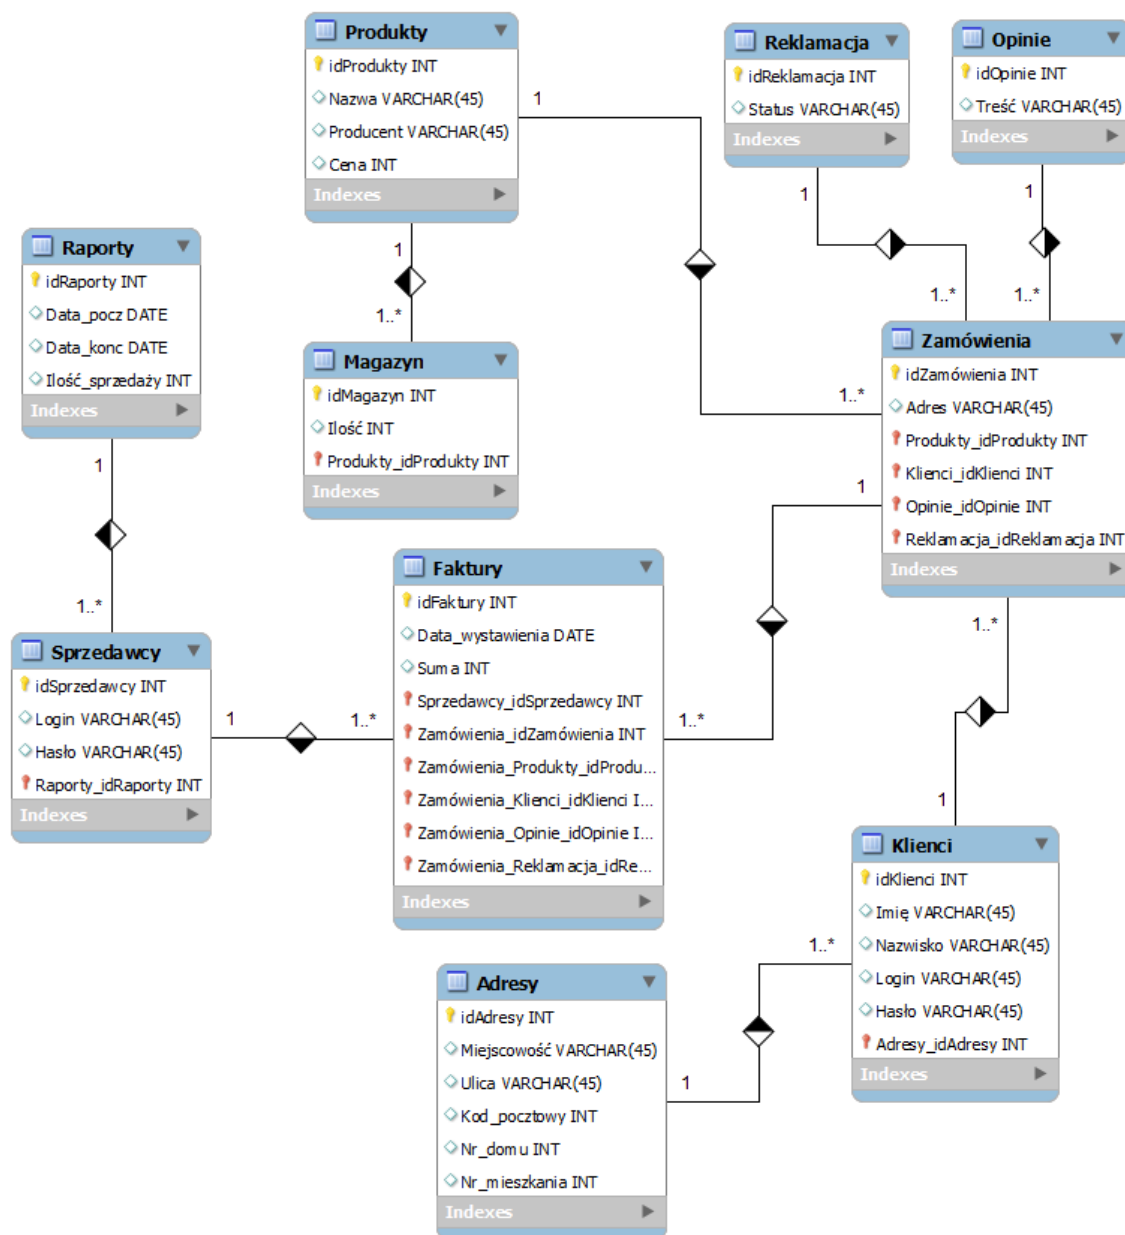 Produkty
idProdukty INT
Nazwa VARCHAR(45)
Producent VARCHAR(45)
Cena INT
Indexes
Reklamacja
idReklamacja INT
Status VARCHAR(45)
Indexes
Opinie
idOpinie INT
Treść VARCHAR(45)
Indexes
1
1
1
1
1..*
1..*
1..*
1..*
Raporty
idRaporty INT
Data_pocz DATE
Data_konc DATE
Ilość_sprzedaży INT
Indexes
1
1..*
Magazyn
idMagazyn INT
Ilość INT
Produkty_idProdukty INT
Indexes
Zamówienia
idZamówienia INT
Adres VARCHAR(45)
Produkty_idProdukty INT
Klienci_idKlienci INT
Opinie_idOpinie INT
Reklamacja_idReklamacja INT
Indexes
1
1..*
Faktury
idFaktury INT
Data_wystawienia DATE
Suma INT
Sprzedawcy_idSprzedawcy INT
Zamówienia_idZamówienia INT
Zamówienia_Produkty_idProdu...
Zamówienia_Klienci_idKlienci I...
Zamówienia_Opinie_idOpinie I...
Zamówienia_Reklamacja_idRe...
Indexes
Sprzedawcy
idSprzedawcy INT
Login VARCHAR(45)
Hasło VARCHAR(45)
Raporty_idRaporty INT
Indexes
1
1..*
1..*
1
Klienci
idKlienci INT
Imię VARCHAR(45)
Nazwisko VARCHAR(45)
Login VARCHAR(45)
Hasło VARCHAR(45)
Adresy_idAdresy INT
Indexes
1..*
1
Adresy
idAdresy INT
Miejscowość VARCHAR(45)
Ulica VARCHAR(45)
Kod_pocztowy INT
Nr_domu INT
Nr_mieszkania INT
Indexes